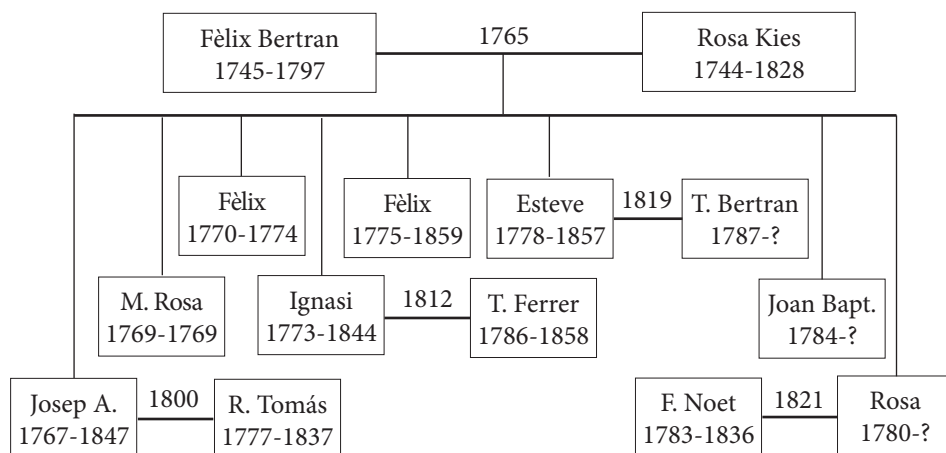 Fèlix Bertran
1745-1797
1765
Rosa Kies
1744-1828
Fèlix
1770-1774
Fèlix
1775-1859
Esteve
1778-1857
1819
T. Bertran
1787-?
M. Rosa
1769-1769
Ignasi
1773-1844
1812
T. Ferrer
1786-1858
Joan Bapt.
1784-?
Josep A.
1767-1847
1800
R. Tomás
1777-1837
F. Noet
1783-1836
1821
Rosa
1780-?